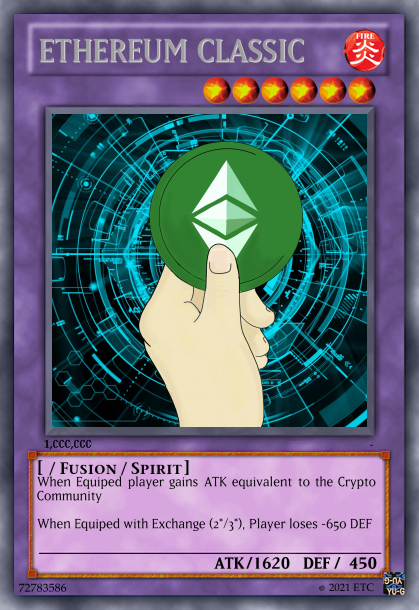 ETHEREUM CLASSIC
FIRE
炎
1,CCC,CCC
-
[ / FUSION / SPIRIT ]
When Equiped player gains ATK equivalent to the Crypto
Community
When Equiped with Exchange (2*/3*), Player loses -650 DEF
ATK/1620 DEF/ 450
72783586
© 2021 ETC